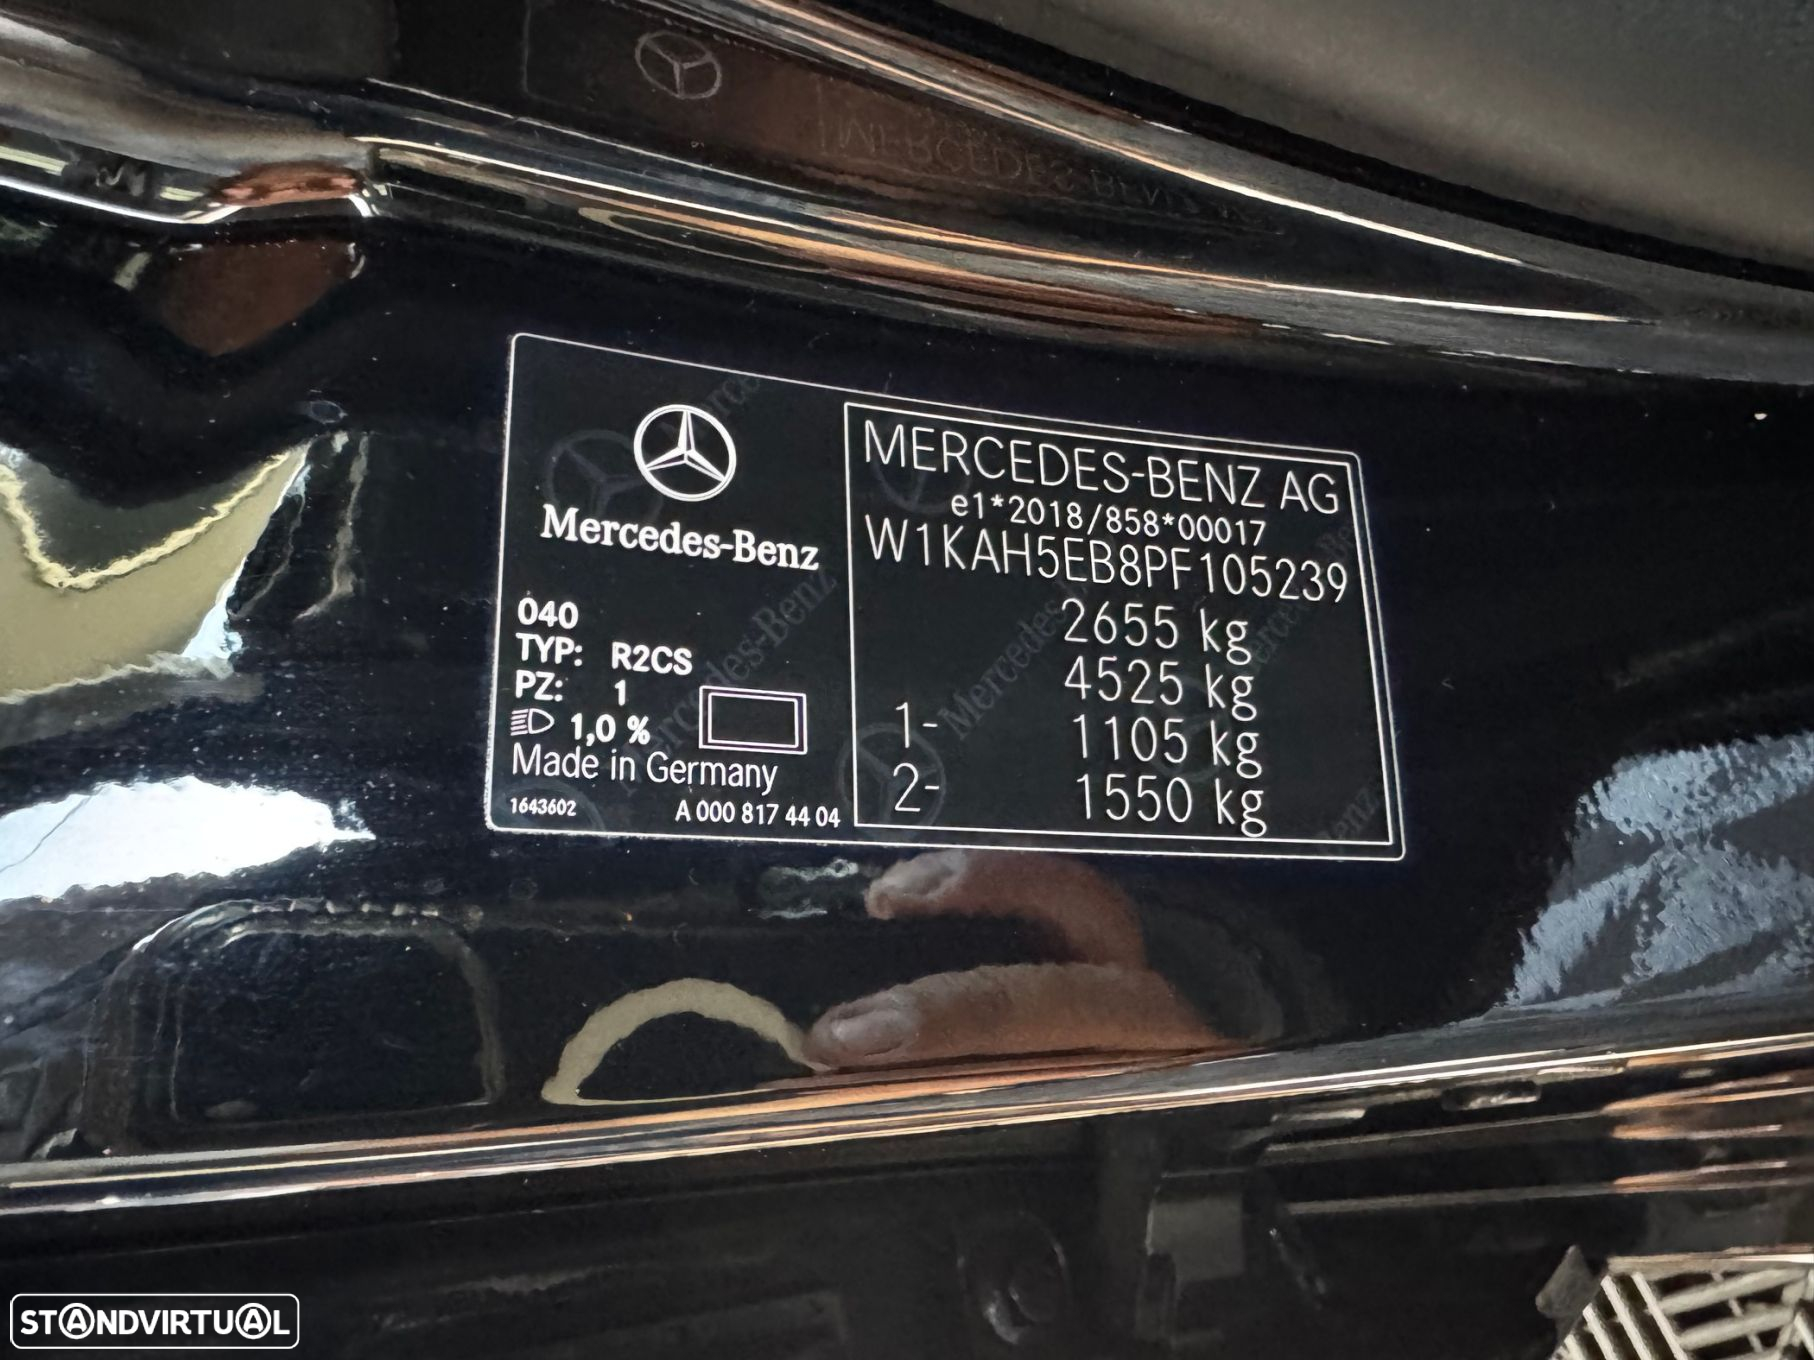 Mercedes-Benz
040
TYP: R2CS
PZ: 1
1,0 %
Made in Germany
1643602 A 000 817 44 04
MERCEDES-BENZ AG
e1*2018/858*00017
W1KAH5EB8PF105239
2655 kg
4525 kg
1- 1105 kg
2- 1550 kg
STANDVIRTUAL